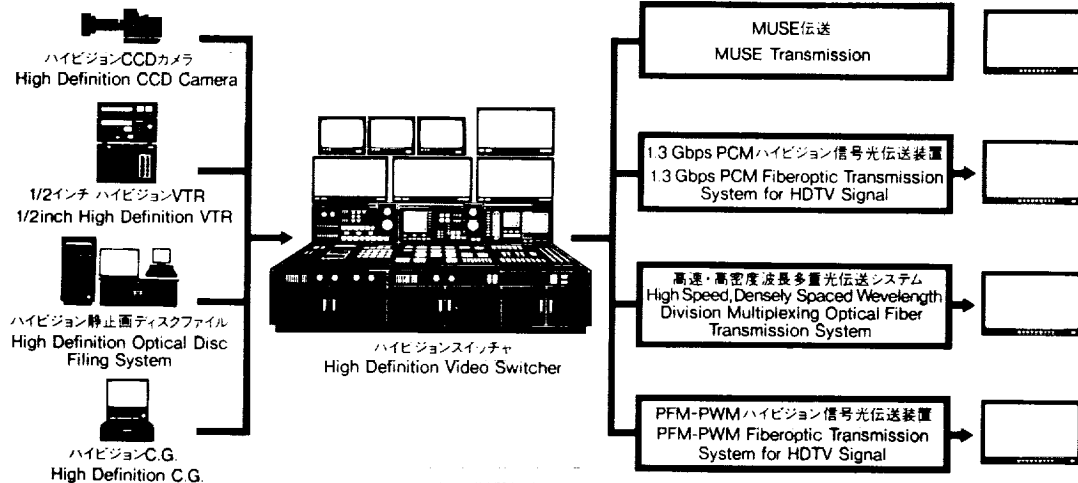 ハイビジョンCCDカメラ
High Definition CCD Camera
1/2インチ ハイビジョンVTR
1/2inch High Definition VTR
ハイビジョン静止画ディスクファイル
High Definition Optical Disc
Filing System
ハイビジョンC.G.
High Definition C.G.
ハイビジョンスイッチャ
High Definition Video Switcher
MUSE伝送
MUSE Transmission
1.3 Gbps PCMハイビジョン信号光伝送装置
1.3 Gbps PCM Fiberoptic Transmission
System for HDTV Signal
高速・高密度波長多重光伝送システム
High Speed,Densely Spaced Wevelength
Division Multiplexing Optical Fiber
Transmission System
PFM-PWMハイビジョン信号光伝送装置
PFM-PWM Fiberoptic Transmission
System for HDTV Signal